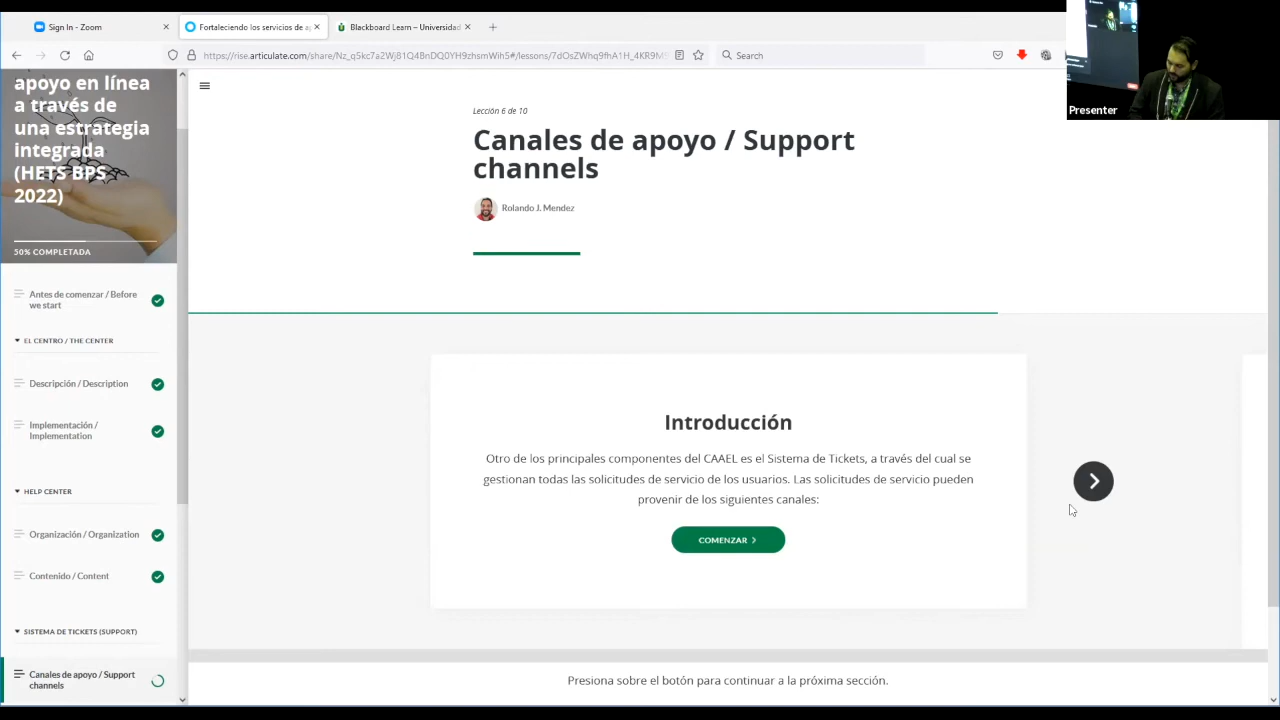 Sign In - Zoom
Fortaleciendo los servicios de a
Blackboard Learn – Universidad
Search
Presenter
apoyo en línea
a través de
una estrategia
integrada
(HETS BPS
2022)
50% COMPLETADA
Antes de comenzar / Before
we start
EL CENTRO / THE CENTER
Descripción / Description
Implementación /
Implementation
HELP CENTER
Organización / Organization
Contenido / Content
SISTEMA DE TICKETS (SUPPORT)
Canales de apoyo / Support
channels
Lección 6 de 10
Canales de apoyo / Support
channels
Rolando J. Mendez
Introducción
Otro de los principales componentes del CAAEL es el Sistema de Tickets, a través del cual se
gestionan todas las solicitudes de servicio de los usuarios. Las solicitudes de servicio pueden
provenir de los siguientes canales:
COMENZAR
Presiona sobre el botón para continuar a la próxima sección.